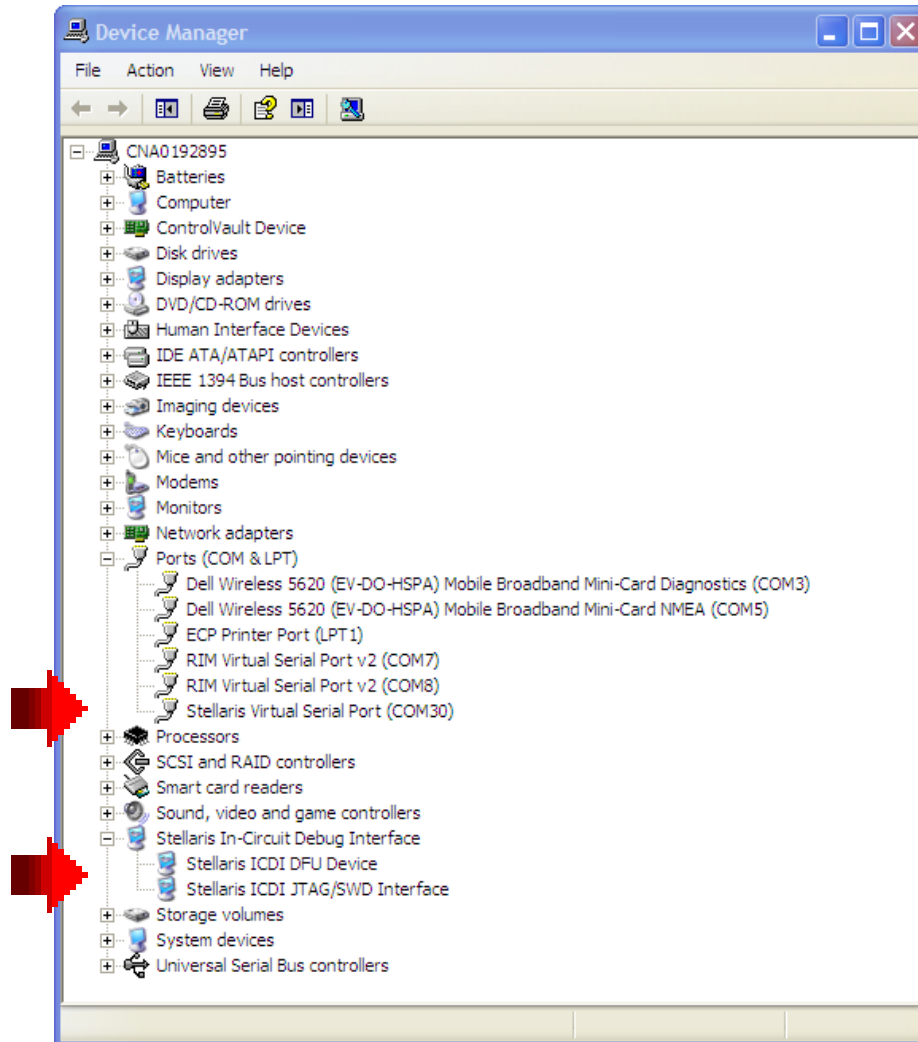 Device Manager
File Action View Help
CNA0192895
Batteries
Computer
ControlVault Device
Disk drives
Display adapters
DVD/CD-ROM drives
Human Interface Devices
IDE ATA/ATAPI controllers
IEEE 1394 Bus host controllers
Imaging devices
Keyboards
Mice and other pointing devices
Modems
Monitors
Network adapters
Ports (COM & LPT)
Dell Wireless 5620 (EV-DO-HSPA) Mobile Broadband Mini-Card Diagnostics (COM3)
Dell Wireless 5620 (EV-DO-HSPA) Mobile Broadband Mini-Card NMEA (COM5)
ECP Printer Port (LPT1)
RIM Virtual Serial Port v2 (COM7)
RIM Virtual Serial Port v2 (COM8)
Stellaris Virtual Serial Port (COM30)
Processors
SCSI and RAID controllers
Smart card readers
Sound, video and game controllers
Stellaris In-Circuit Debug Interface
Stellaris ICDI DFU Device
Stellaris ICDI JTAG/SWD Interface
Storage volumes
System devices
Universal Serial Bus controllers